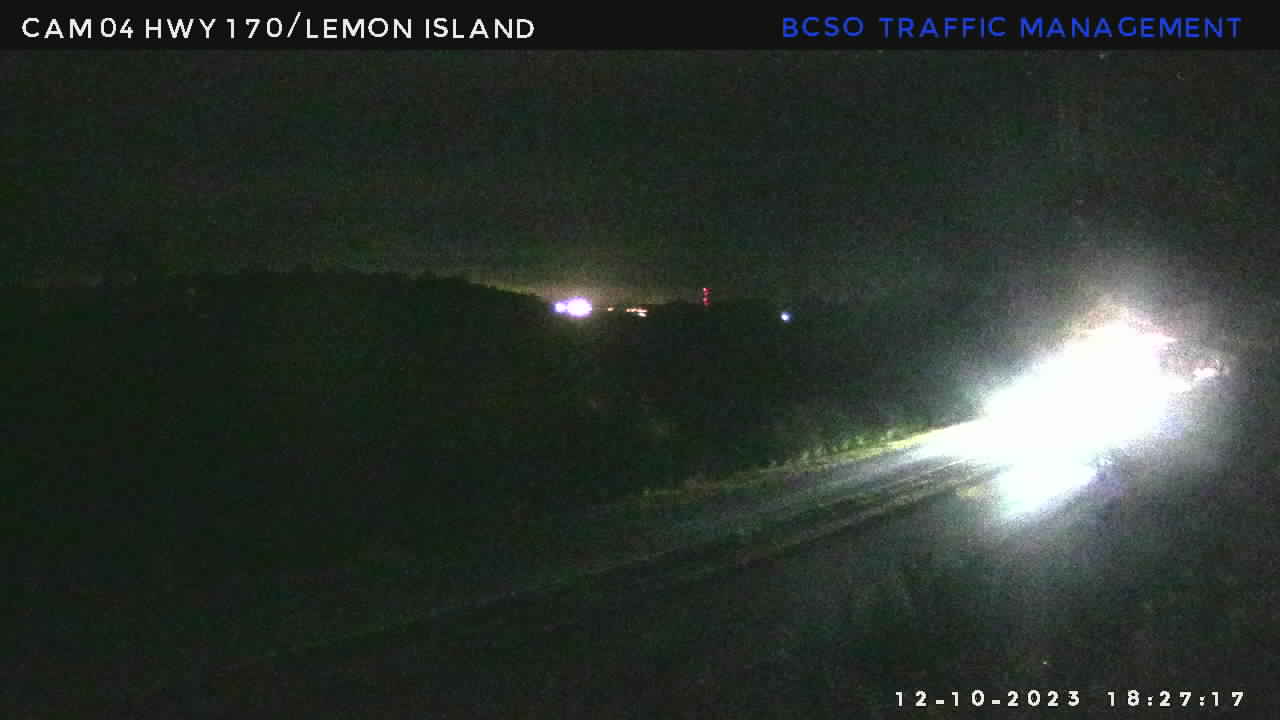 CAM 04 HWY 170/LEMON ISLAND
BCSO TRAFFIC MANAGEMENT
12-10-2023 18:27:17